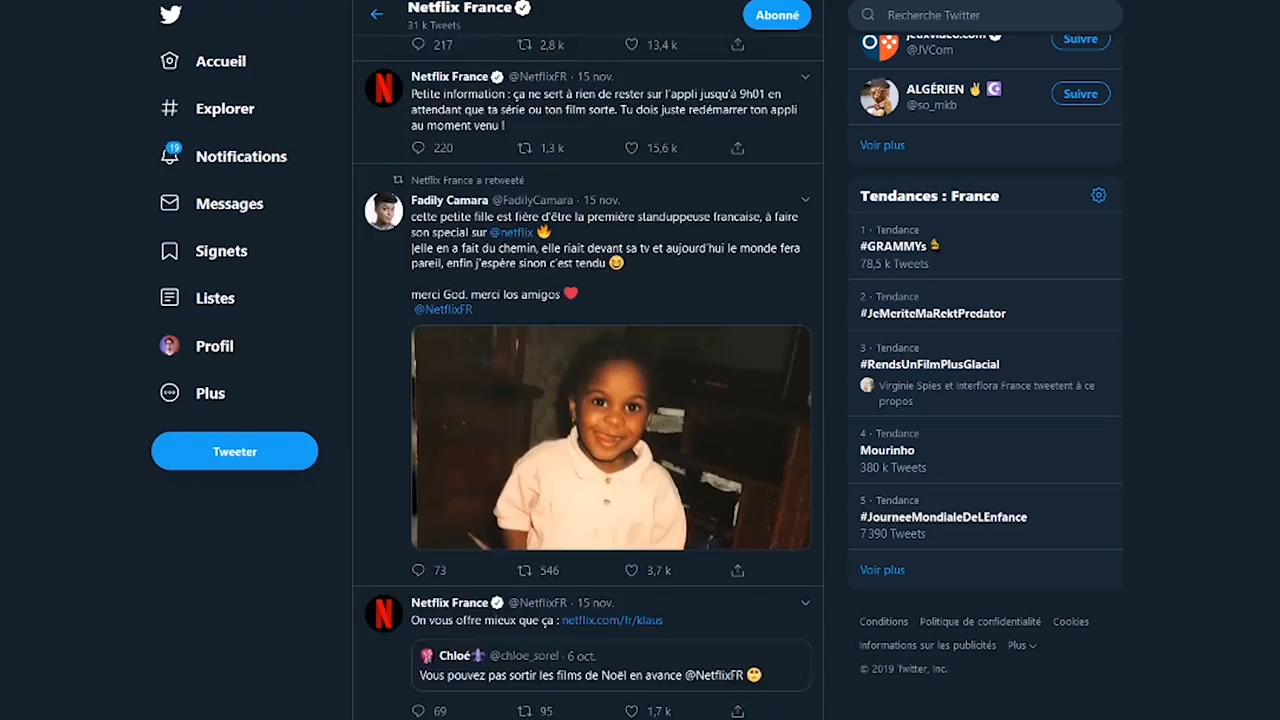 Accueil
Explorer
19
Notifications
Messages
Signets
Listes
Profil
Plus
Tweeter
Netflix France
31 k Tweets
Abonné
217 2,8 k 13,4 k
Netflix France @NetflixFR · 15 nov.
Petite information : ça ne sert à rien de rester sur l'appli jusqu'à 9h01 en
attendant que ta série ou ton film sorte. Tu dois juste redémarrer ton appli
au moment venu !
220 1,3 k 15,6 k
Netflix France a retweeté
Fadily Camara @FadilyCamara · 15 nov.
cette petite fille est fière d'être la première standuppeuse francaise, à faire
son special sur @netflix 🔥
Jelle en a fait du chemin, elle riait devant sa tv et aujourd'hui le monde fera
pareil, enfin j'espère sinon c'est tendu 😆
merci God. merci los amigos ❤️
@NetflixFR
73 546 3,7 k
Netflix France @NetflixFR · 15 nov.
On vous offre mieux que ça : netflix.com/fr/klaus
Chloé @chloe_sorel · 6 oct.
Vous pouvez pas sortir les films de Noël en avance @NetflixFR 🙄
69 95 1,7 k
Recherche Twitter
jeuxvideo.com
@JVCom
Suivre
ALGÉRIEN ✌️☪️
@so_mkb
Suivre
Voir plus
Tendances : France
1 · Tendance
#GRAMMYs
78,5 k Tweets
2 · Tendance
#JeMeriteMaRektPredator
3 · Tendance
#RendsUnFilmPlusGlacial
Virginie Spies et Interflora France tweetent à ce
propos
4 · Tendance
Mourinho
380 k Tweets
5 · Tendance
#JourneeMondialeDeLEnfance
7 390 Tweets
Voir plus
Conditions Politique de confidentialité Cookies
Informations sur les publicités Plus
© 2019 Twitter, Inc.